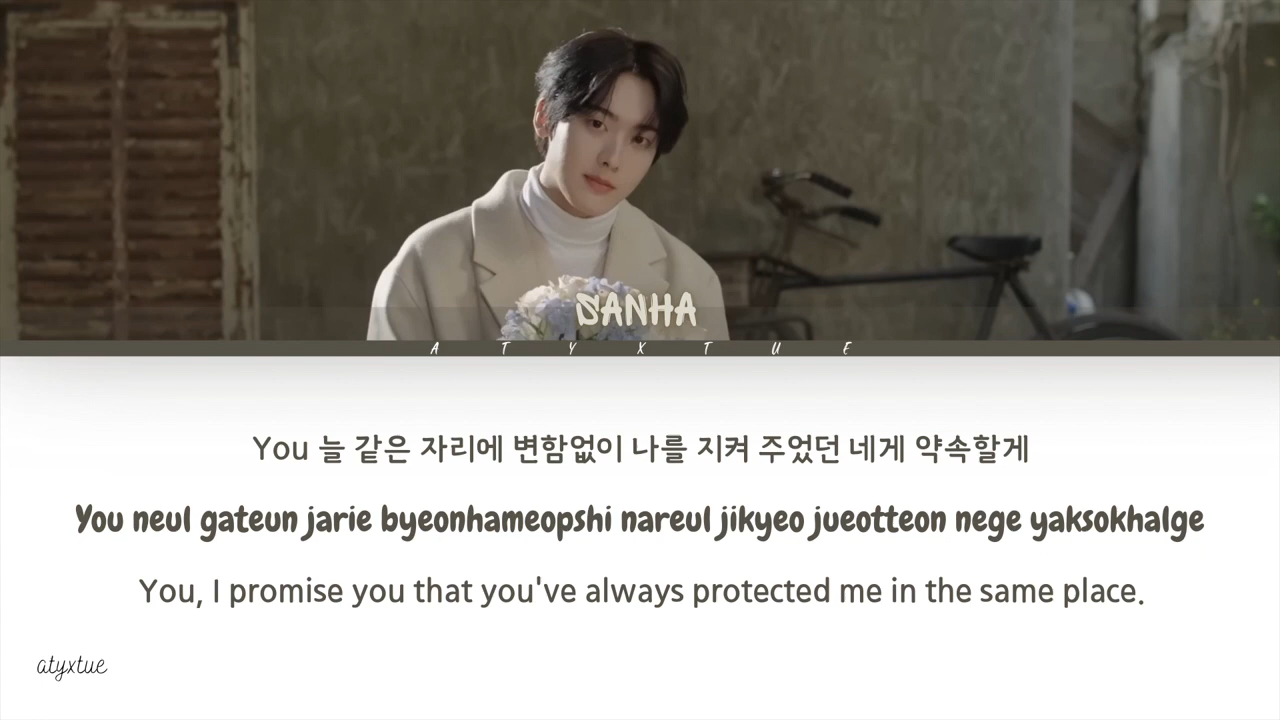 SANHA
A T Y X T U E
You 늘 같은 자리에 변함없이 나를 지켜 주었던 네게 약속할게
You neul gateun jarie byeonhameopshi nareul jikyeo jueotteon nege yaksokhalge
You, I promise you that you've always protected me in the same place.
atyxtue